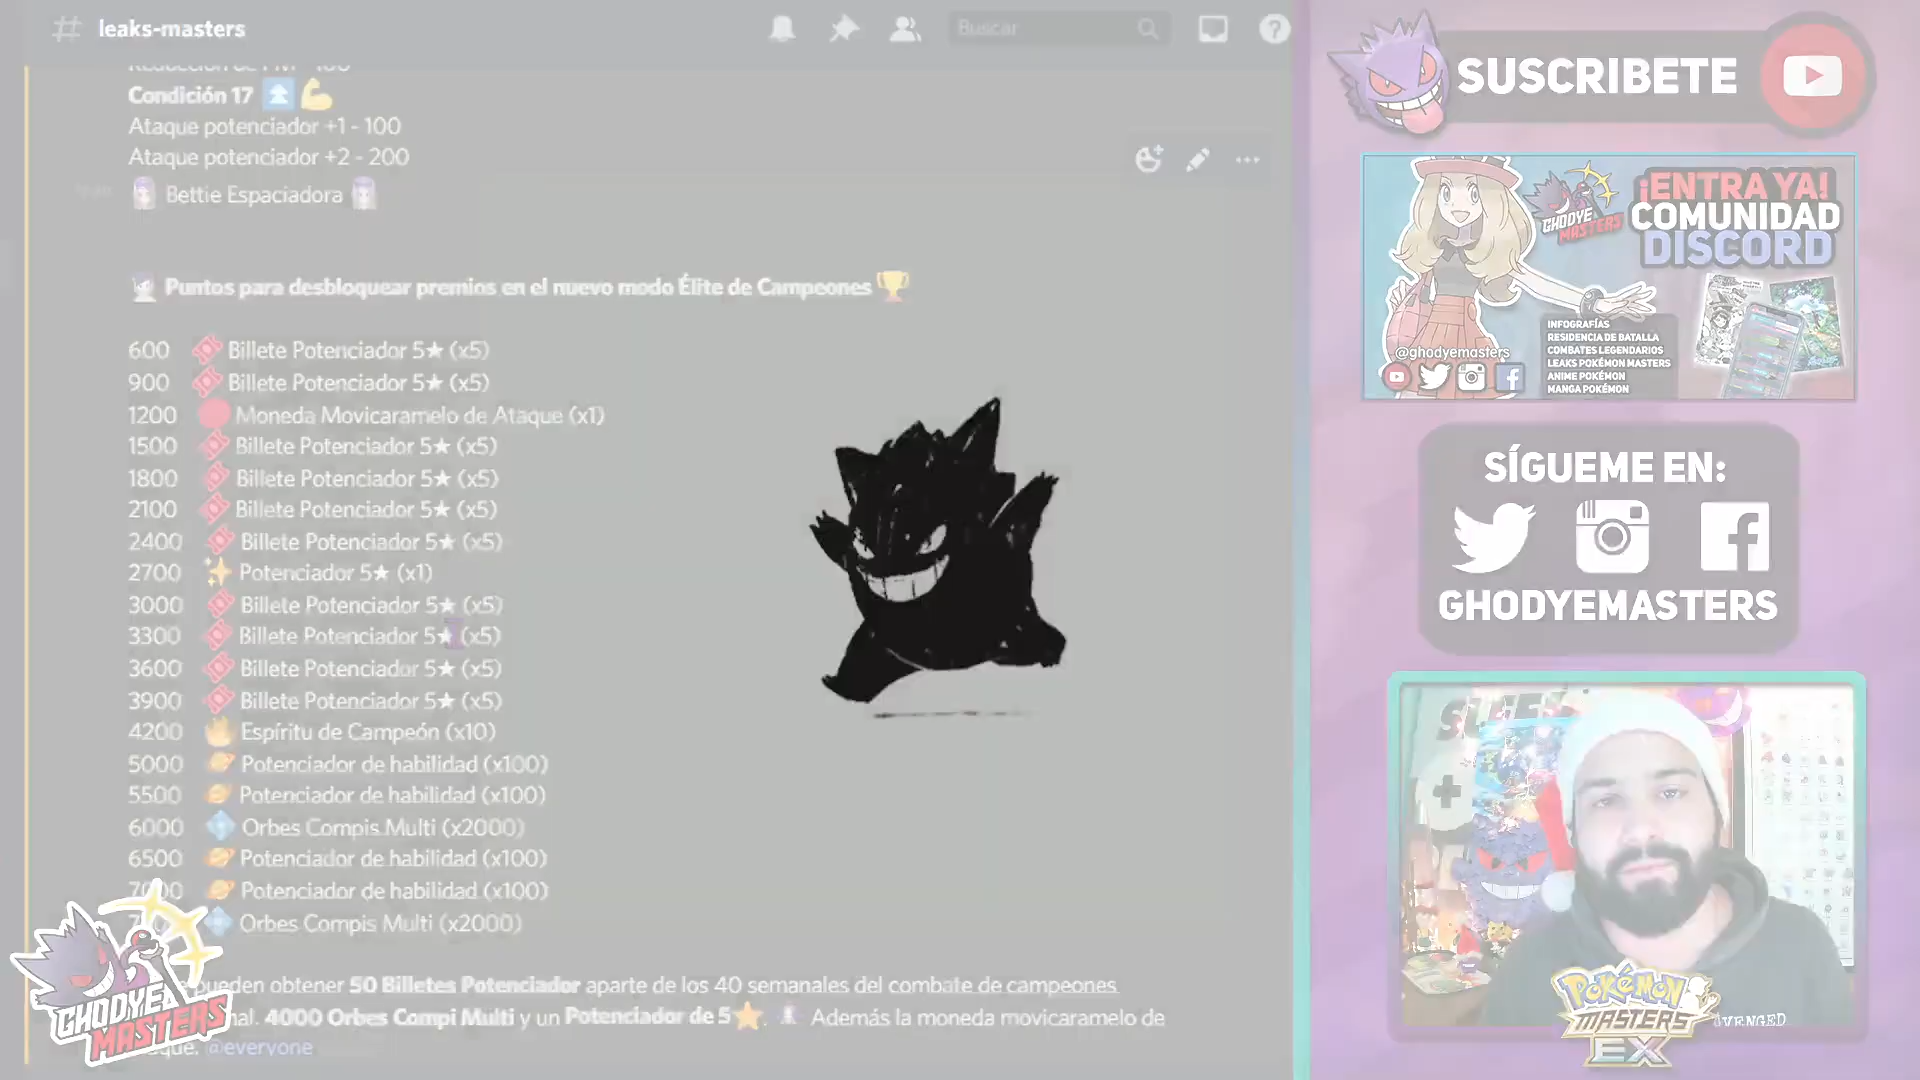 leaks-masters
Buscar
Condición 17
Ataque potenciador +1 - 100
Ataque potenciador +2 - 200
Bettie Espaciadora
Puntos para desbloquear premios en el nuevo modo Élite de Campeones
600 Billete Potenciador 5★ (x5)
900 Billete Potenciador 5★ (x5)
1200 Moneda Movicaramelo de Ataque (x1)
1500 Billete Potenciador 5★ (x5)
1800 Billete Potenciador 5★ (x5)
2100 Billete Potenciador 5★ (x5)
2400 Billete Potenciador 5★ (x5)
2700 Potenciador 5★ (x1)
3000 Billete Potenciador 5★ (x5)
3300 Billete Potenciador 5★ (x5)
3600 Billete Potenciador 5★ (x5)
3900 Billete Potenciador 5★ (x5)
4200 Espíritu de Campeón (x10)
5000 Potenciador de habilidad (x100)
5500 Potenciador de habilidad (x100)
6000 Orbes Compis Multi (x2000)
6500 Potenciador de habilidad (x100)
7000 Potenciador de habilidad (x100)
Orbes Compis Multi (x2000)
pueden obtener 50 Billetes Potenciador aparte de los 40 semanales del combate de campeones
4000 Orbes Compi Multi y un Potenciador de 5 . Además la moneda movicaramelo de
@everyone
GHODYE
MASTERS
SUSCRIBETE
¡ENTRA YA!
COMUNIDAD
DISCORD
GHODYE
MASTERS
INFOGRAFÍAS
RESIDENCIA DE BATALLA
COMBATES LEGENDARIOS
LEAKS POKÉMON MASTERS
ANIME POKÉMON
MANGA POKÉMON
@ghodyemasters
SÍGUEME EN:
GHODYEMASTERS
POKéMON
MASTERS
EX